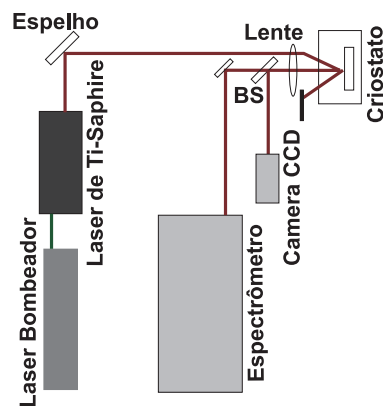 Espelho
Lente
BS
Criostato
Laser de Ti-Saphire
Camera CCD
Espectrômetro
Laser Bombeador